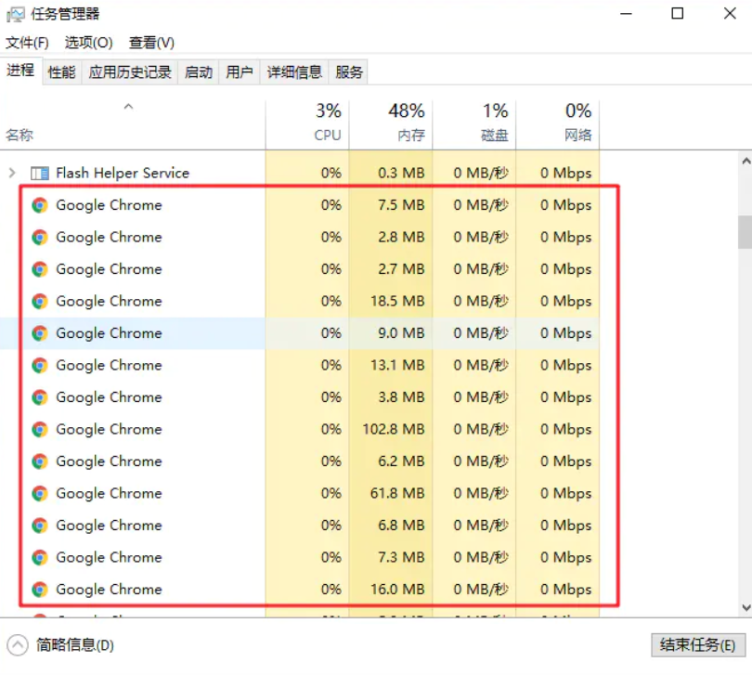 任务管理器
文件(F) 选项(O) 查看(V)
进程 性能 应用历史记录 启动 用户 详细信息 服务
3% 48% 1% 0%
名称 CPU 内存 磁盘 网络
Flash Helper Service 0% 0.3 MB 0 MB/秒 0 Mbps
Google Chrome 0% 7.5 MB 0 MB/秒 0 Mbps
Google Chrome 0% 2.8 MB 0 MB/秒 0 Mbps
Google Chrome 0% 2.7 MB 0 MB/秒 0 Mbps
Google Chrome 0% 18.5 MB 0 MB/秒 0 Mbps
Google Chrome 0% 9.0 MB 0 MB/秒 0 Mbps
Google Chrome 0% 13.1 MB 0 MB/秒 0 Mbps
Google Chrome 0% 3.8 MB 0 MB/秒 0 Mbps
Google Chrome 0% 102.8 MB 0 MB/秒 0 Mbps
Google Chrome 0% 6.2 MB 0 MB/秒 0 Mbps
Google Chrome 0% 61.8 MB 0 MB/秒 0 Mbps
Google Chrome 0% 6.8 MB 0 MB/秒 0 Mbps
Google Chrome 0% 7.3 MB 0 MB/秒 0 Mbps
Google Chrome 0% 16.0 MB 0 MB/秒 0 Mbps
简略信息(D) 结束任务(E)